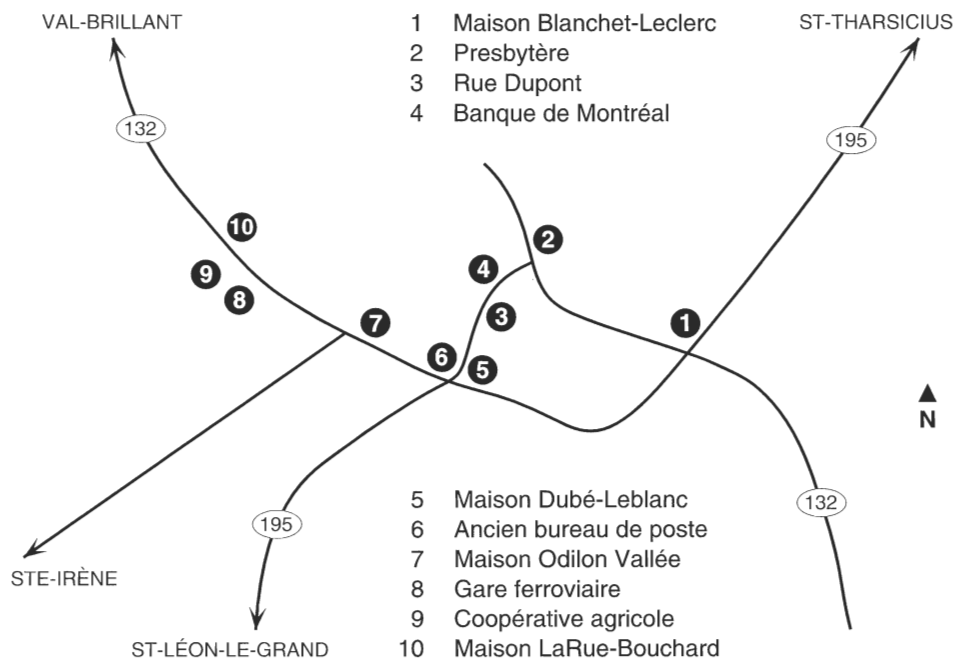 VAL-BRILLANT
1 Maison Blanchet-Leclerc
ST-THARSICIUS
2 Presbytère
3 Rue Dupont
4 Banque de Montréal
132
195
10
2
9
4
8
3
7
1
6
5
N
5 Maison Dubé-Leblanc
132
195
6 Ancien bureau de poste
7 Maison Odilon Vallée
STE-IRÈNE
8 Gare ferroviaire
9 Coopérative agricole
ST-LÉON-LE-GRAND
10 Maison LaRue-Bouchard